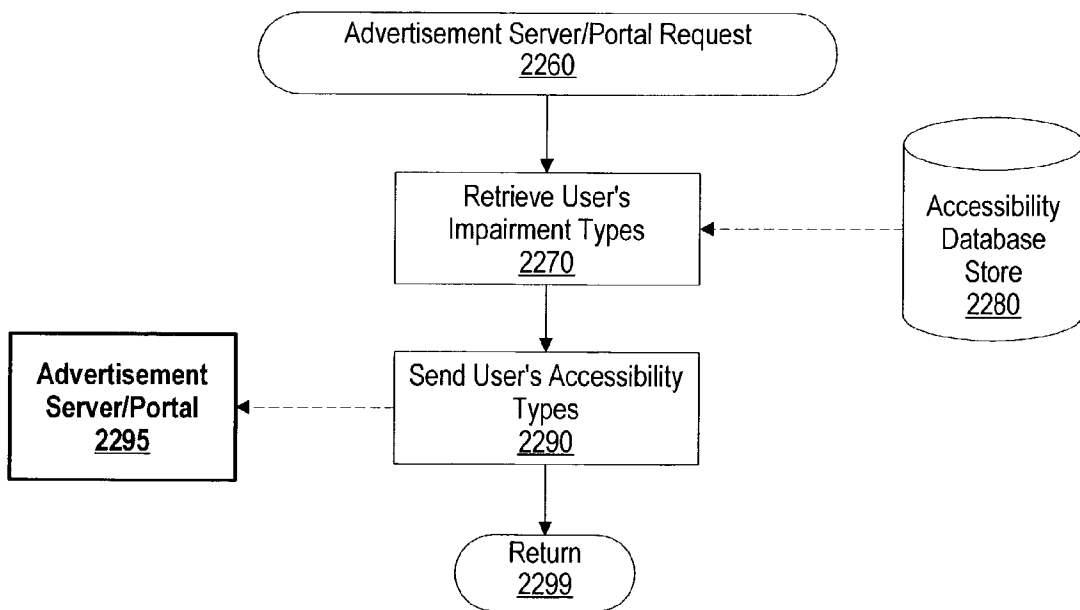 Advertisement Server/Portal Request
2260
Retrieve User's
Impairment Types
2270
Accessibility
Database
Store
2280
Advertisement
Server/Portal
2295
Send User's Accessibility
Types
2290
Return
2299